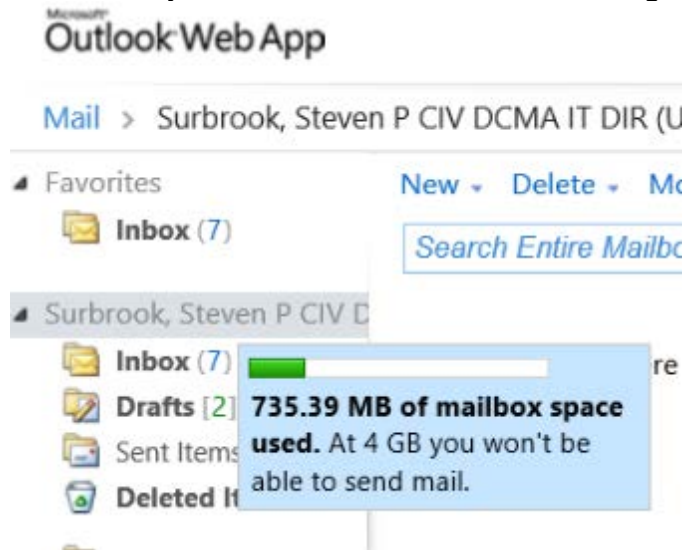 Microsoft
Outlook Web App
Mail > Surbrook, Steven P CIV DCMA IT DIR (U
Favorites
New Delete Mo
Inbox (7)
Search Entire Mailbo
Surbrook, Steven P CIV D
Inbox (7)
re
Drafts [2]
735.39 MB of mailbox space
used. At 4 GB you won't be
able to send mail.
Sent Items
Deleted It